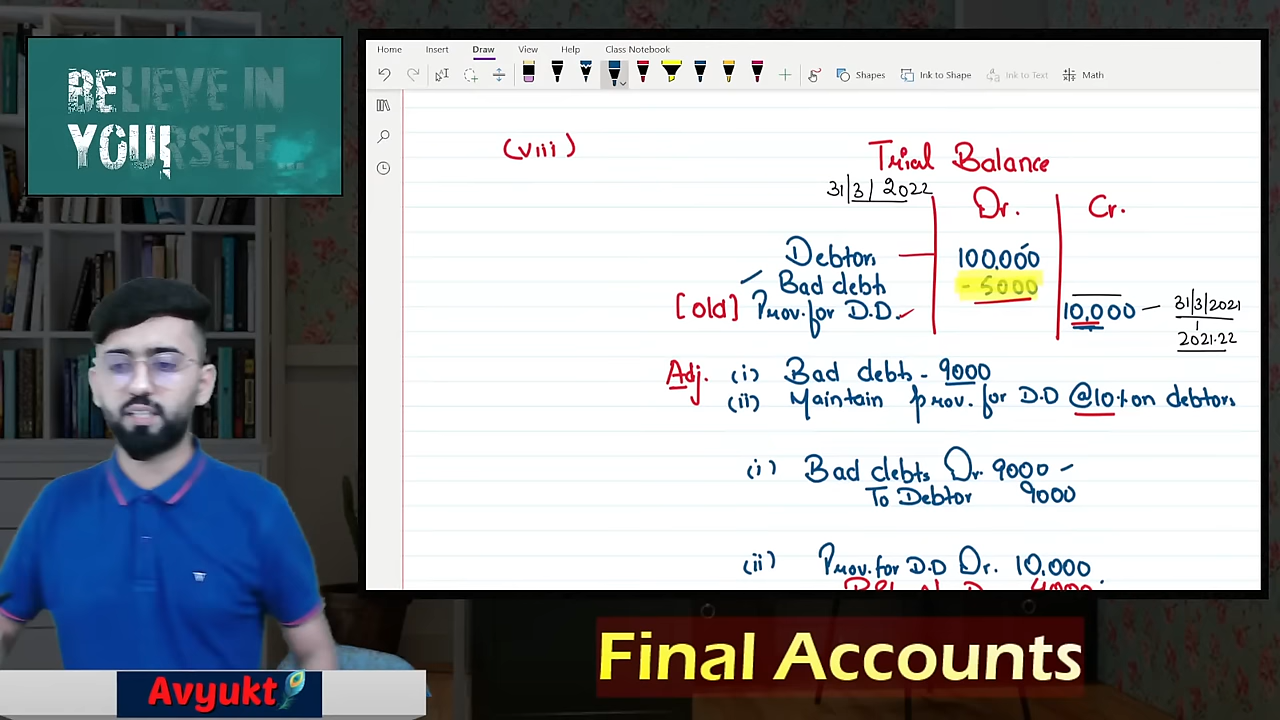 BELIEVE IN
YOURSELF...
Home Insert Draw View Help Class Notebook
Shapes Ink to Shape Ink to Text Math
(viii)
Trial Balance
31/3/2022
Dr. Cr.
Debtors 100,000
Bad debts - 5000
[old] Prov. for D.D. 10,000 - 31/3/2021
2021-22
Adj. (i) Bad debts - 9000
(ii) Maintain prov. for D.D @10% on debtors
(i) Bad debts Dr. 9000 -
To Debtor 9000
(ii) Prov. for D.D Dr. 10,000
Final Accounts
Avyukt